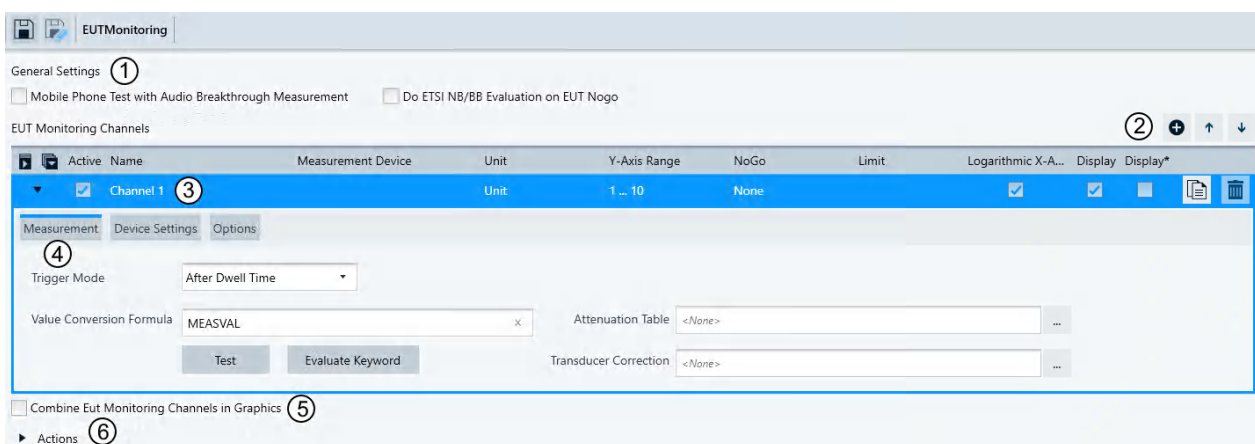 EUTMonitoring
General Settings 1
Mobile Phone Test with Audio Breakthrough Measurement Do ETSI NB/BB Evaluation on EUT Nogo
EUT Monitoring Channels 2
Active Name Measurement Device Unit Y-Axis Range NoGo Limit Logarithmic X-A... Display Display*
Channel 1 3 Unit 1 ... 10 None
Measurement Device Settings Options
4
Trigger Mode After Dwell Time
Value Conversion Formula MEASVAL x Attenuation Table <None> ...
Test Evaluate Keyword Transducer Correction <None> ...
Combine Eut Monitoring Channels in Graphics 5
Actions 6